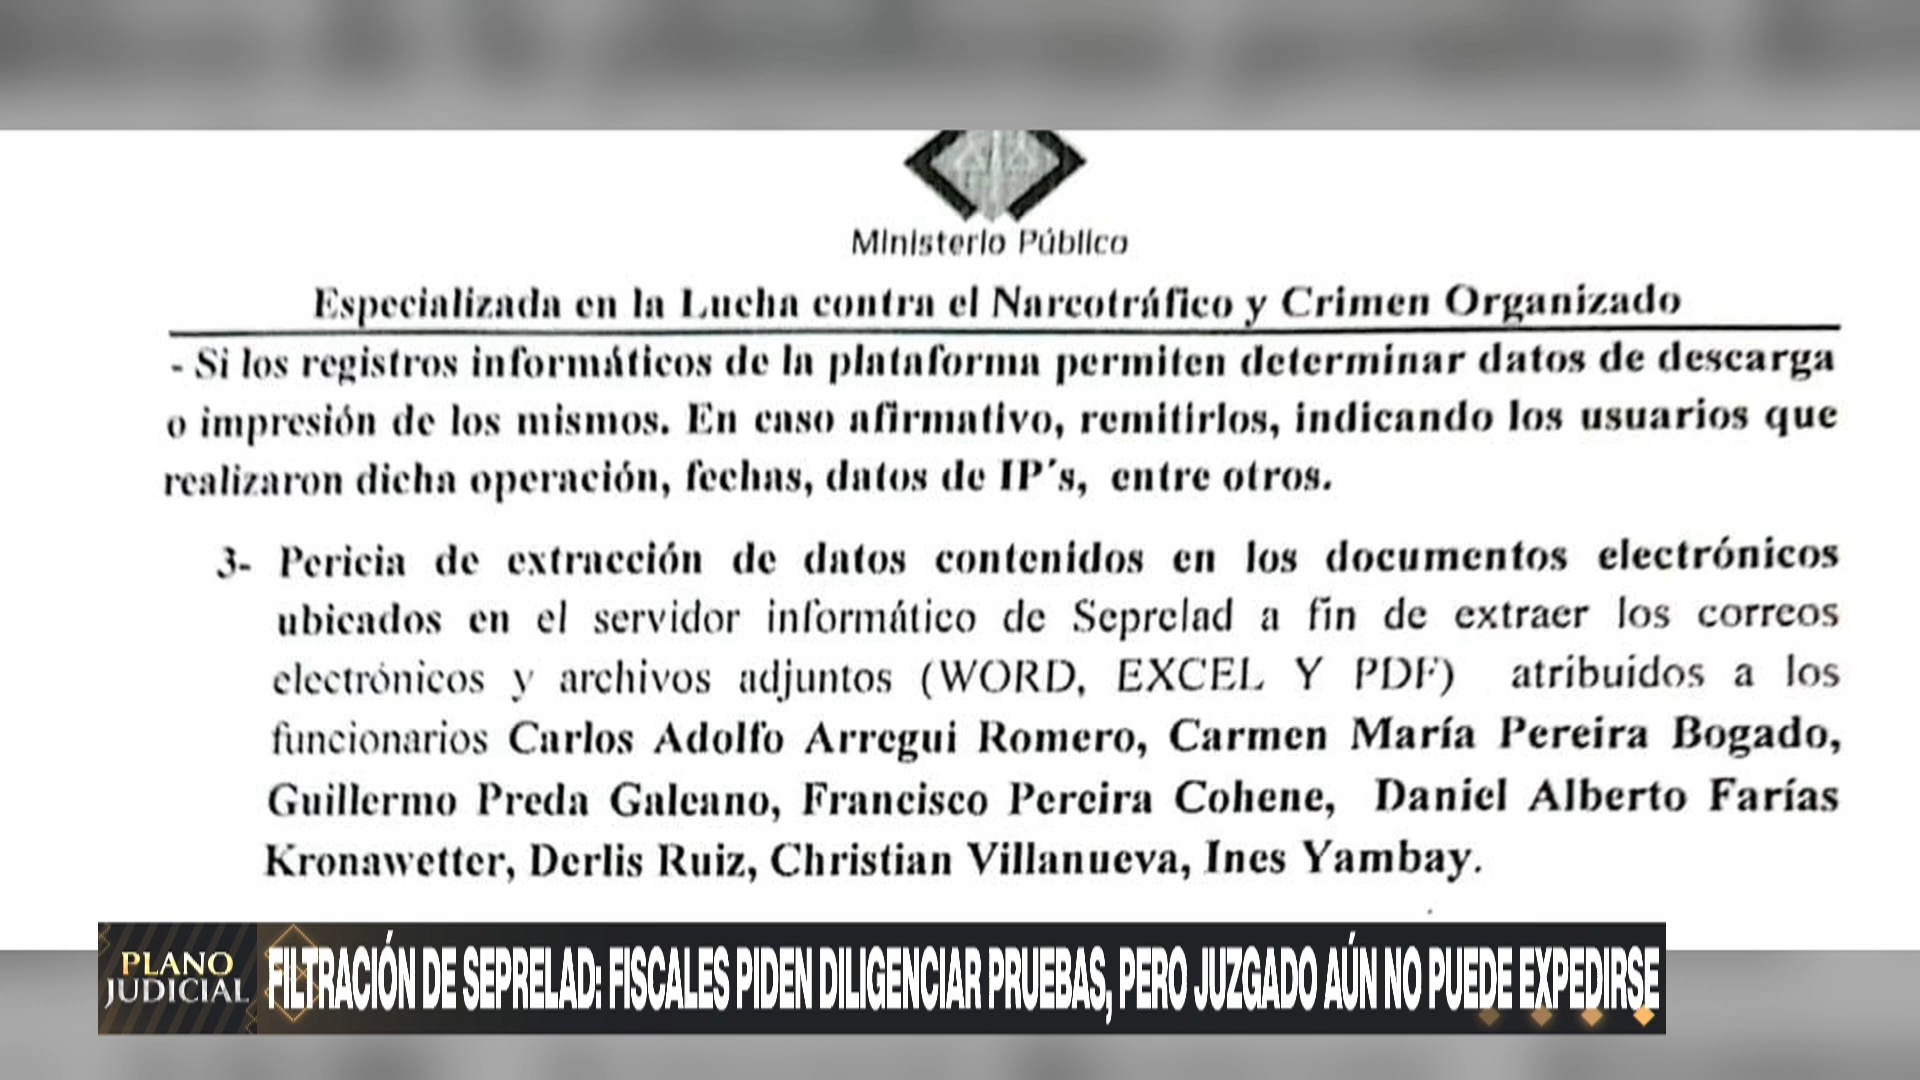 Ministerio Público
Especializada en la Lucha contra el Narcotráfico y Crimen Organizado
- Si los registros informáticos de la plataforma permiten determinar datos de descarga
o impresión de los mismos. En caso afirmativo, remitirlos, indicando los usuarios que
realizaron dicha operación, fechas, datos de IP´s, entre otros.
3- Pericia de extracción de datos contenidos en los documentos electrónicos
ubicados en el servidor informático de Seprelad a fin de extraer los correos
electrónicos y archivos adjuntos (WORD, EXCEL Y PDF) atribuidos a los
funcionarios Carlos Adolfo Arregui Romero, Carmen María Pereira Bogado,
Guillermo Preda Galeano, Francisco Pereira Cohene, Daniel Alberto Farías
Kronawetter, Derlis Ruiz, Christian Villanueva, Ines Yambay.
PLANO
JUDICIAL
FILTRACIÓN DE SEPRELAD: FISCALES PIDEN DILIGENCIAR PRUEBAS, PERO JUZGADO AÚN NO PUEDE EXPEDIRSE